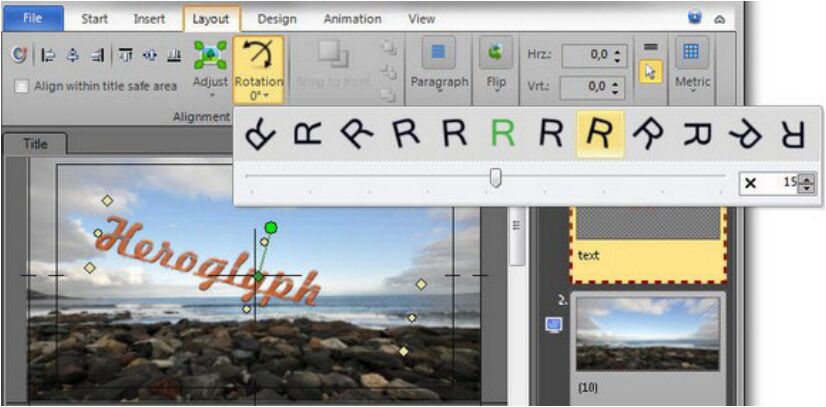 File Start Insert Layout Design Animation View
Align within title safe area
Adjust
Rotation
0°
Bring to front
Paragraph
Flip
Hrz.: 0,0
Vrt.: 0,0
Metric
Alignment
R R R R R R R R R R R R
15
Title
Heroglyph
text
2.
(10)